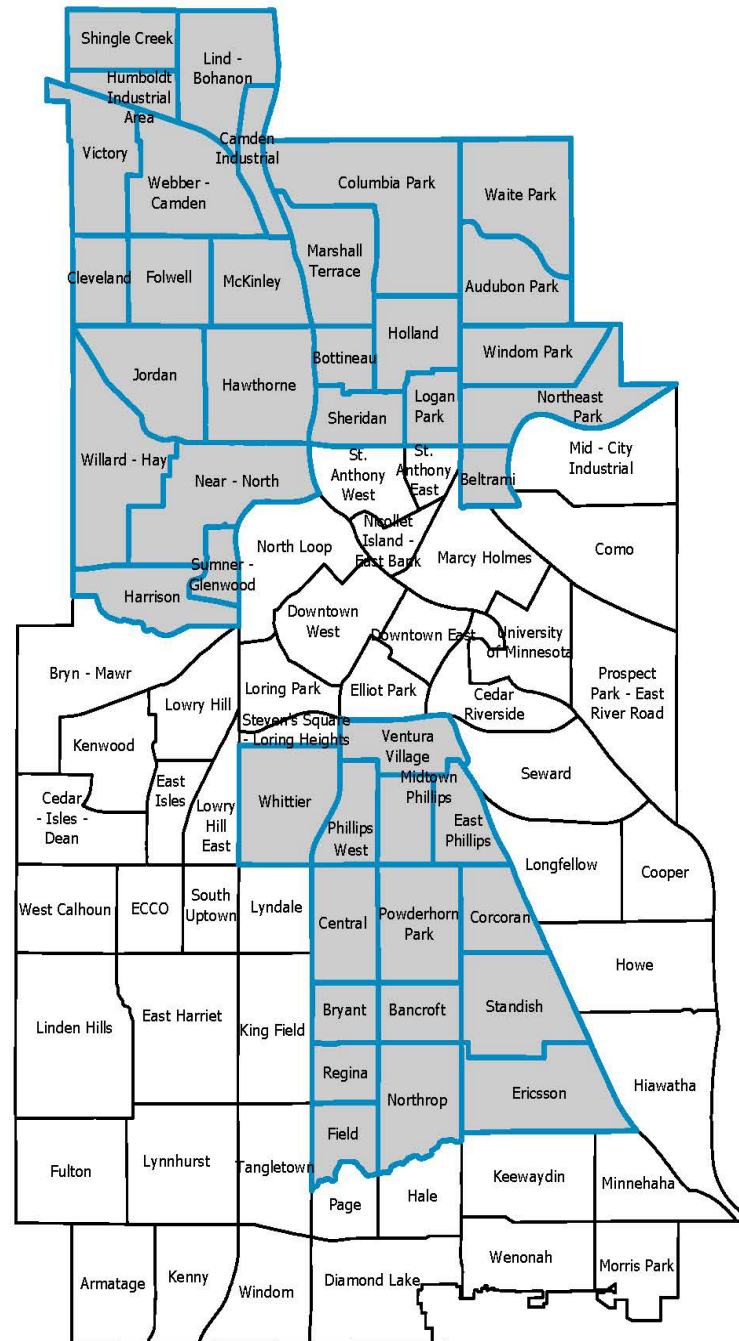 Shingle Creek
Lind -
Bohanon
Humboldt
Industrial
Area
Camden
Industrial
Victory
Webber -
Camden
Columbia Park
Waite Park
Marshall
Terrace
Cleveland
Folwell
McKinley
Audubon Park
Holland
Bottineau
Windom Park
Jordan
Hawthorne
Logan
Park
Northeast
Park
Sheridan
Mid - City
Industrial
Willard - Hay
St.
Anthony
West
St.
Anthony
East
Beltrami
Near - North
Nicollet
Island -
East Bank
North Loop
Marcy Holmes
Como
Sumner -
Glenwood
Harrison
Downtown
West
Downtown East
University
of Minnesota
Bryn - Mawr
Prospect
Park - East
River Road
Lowry Hill
Loring Park
Elliot Park
Cedar
Riverside
Steven's Square
- Loring Heights
Kenwood
Ventura
Village
Midtown
Phillips
Seward
Cedar
- Isles -
Dean
East
Isles
Lowry
Hill
East
Whittier
Phillips
West
East
Phillips
Longfellow
Cooper
West Calhoun
ECCO
South
Uptown
Lyndale
Central
Powderhorn
Park
Corcoran
Howe
Linden Hills
East Harriet
King Field
Bryant
Bancroft
Standish
Regina
Northrop
Ericsson
Hiawatha
Field
Fulton
Lynnhurst
Tangletown
Page
Hale
Keewaydin
Minnehaha
Armatage
Kenny
Windom
Diamond Lake
Wenonah
Morris Park